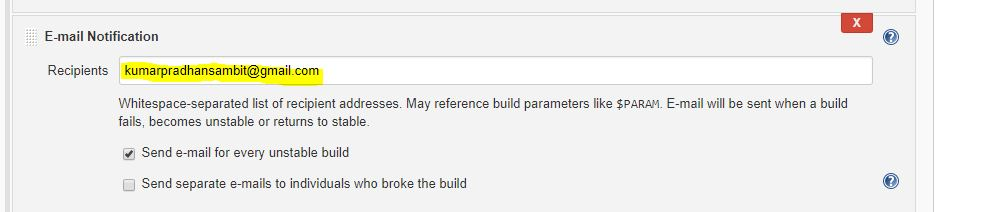 X
E-mail Notification
Recipients kumarpradhansambit@gmail.com
Whitespace-separated list of recipient addresses. May reference build parameters like $PARAM. E-mail will be sent when a build
fails, becomes unstable or returns to stable.
Send e-mail for every unstable build
Send separate e-mails to individuals who broke the build